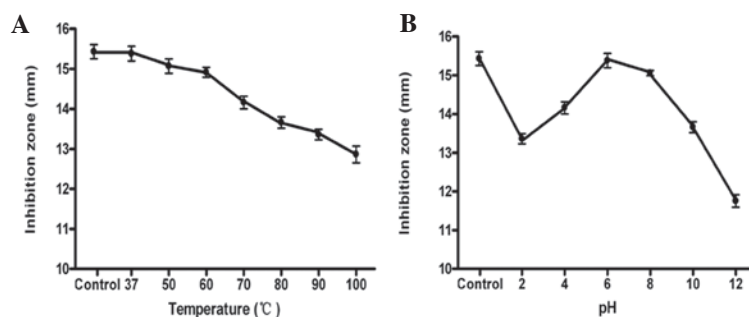 A
Inhibition zone (mm)
16
15
14
13
12
11
10
Control 37 50 60 70 80 90 100
Temperature (℃)
B
Inhibition zone (mm)
16
15
14
13
12
11
10
Control 2 4 6 8 10 12
pH